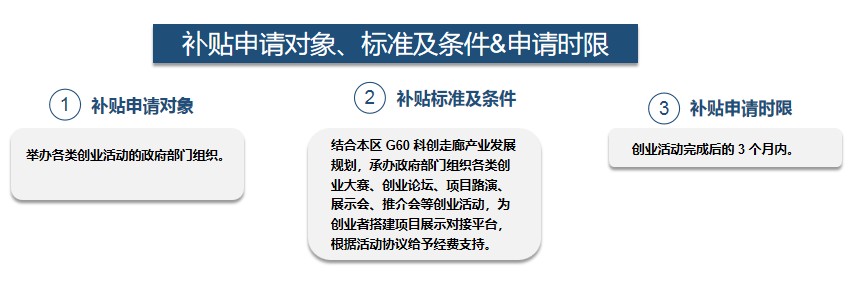 补贴申请对象、标准及条件&申请时限
1 补贴申请对象
举办各类创业活动的政府部门组织。
2 补贴标准及条件
结合本区 G60 科创走廊产业发展
规划，承办政府部门组织各类创
业大赛、创业论坛、项目路演、
展示会、推介会等创业活动，为
创业者搭建项目展示对接平台，
根据活动协议给予经费支持。
3 补贴申请时限
创业活动完成后的 3 个月内。